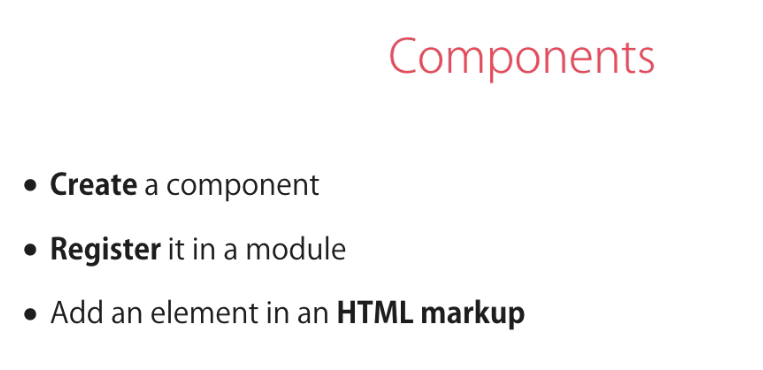 Components
• Create a component
• Register it in a module
• Add an element in an HTML markup